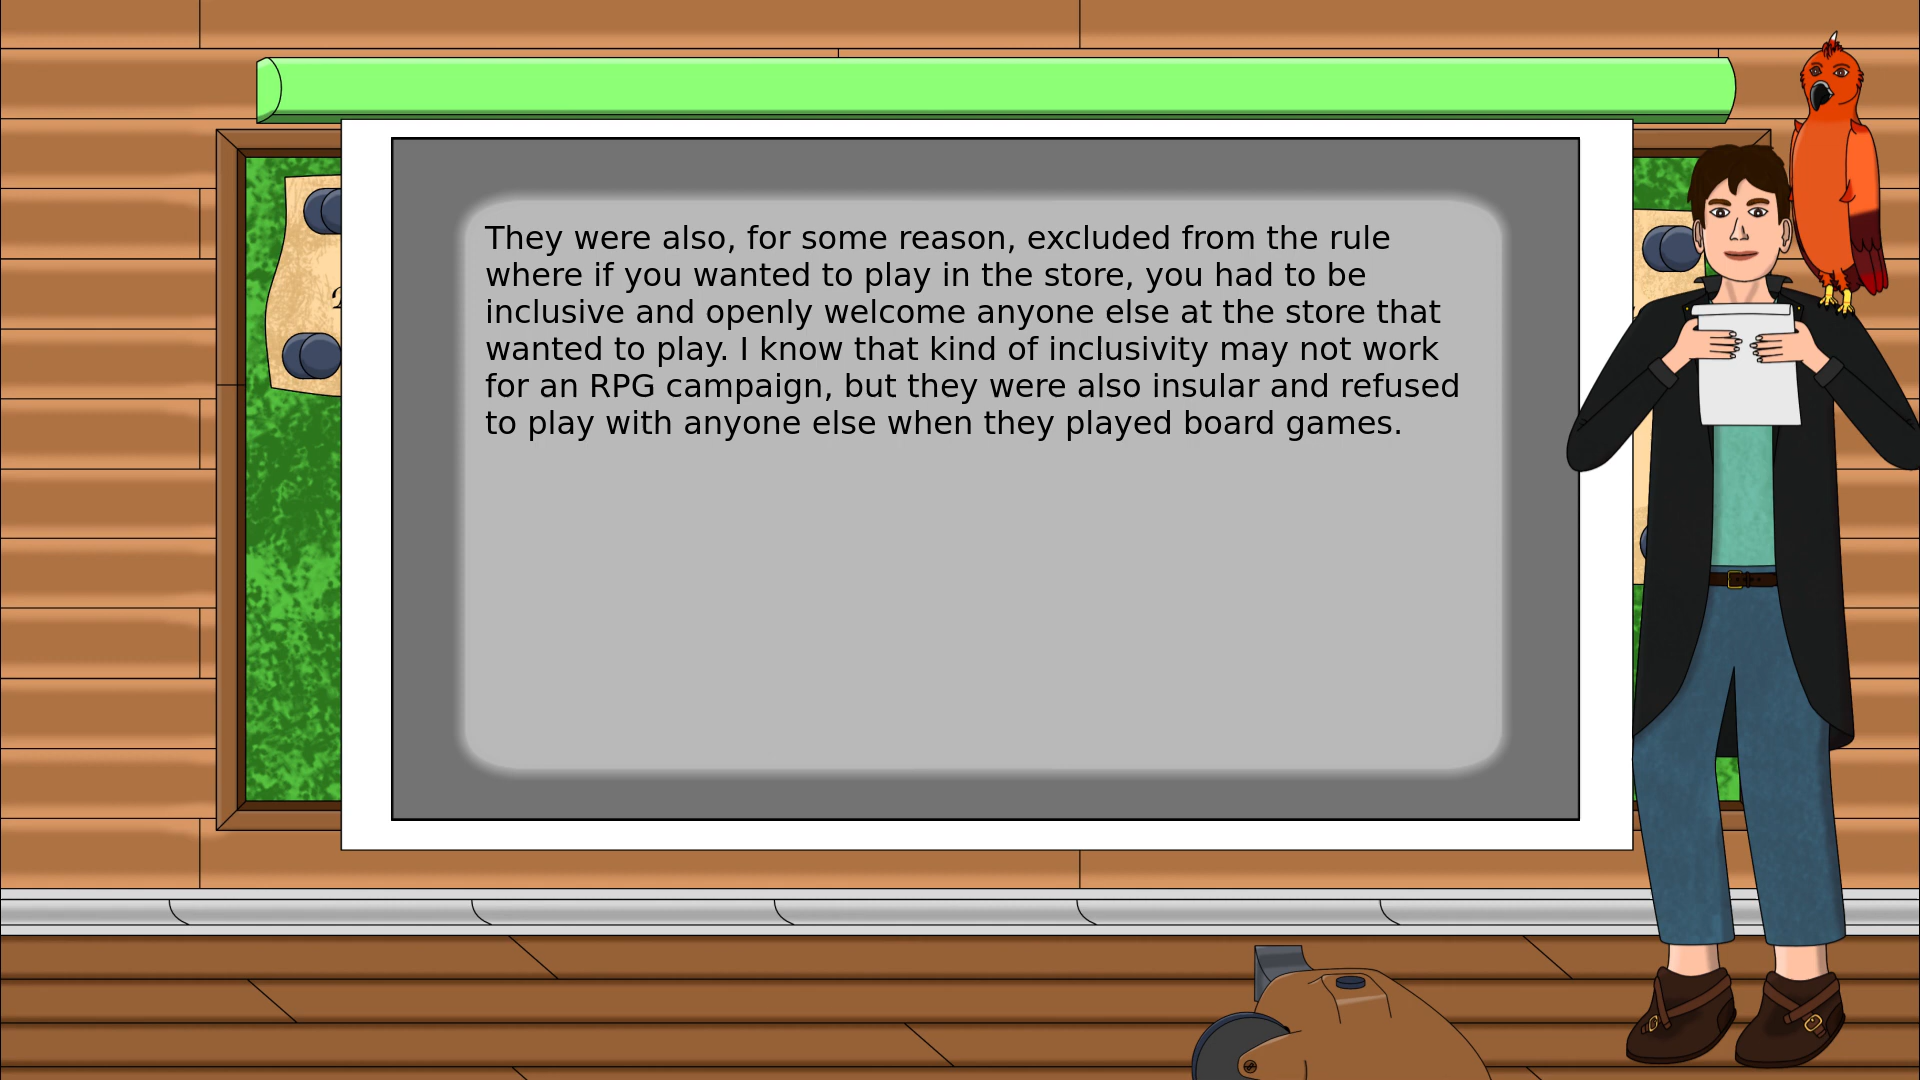 They were also, for some reason, excluded from the rule
where if you wanted to play in the store, you had to be
inclusive and openly welcome anyone else at the store that
wanted to play. I know that kind of inclusivity may not work
for an RPG campaign, but they were also insular and refused
to play with anyone else when they played board games.